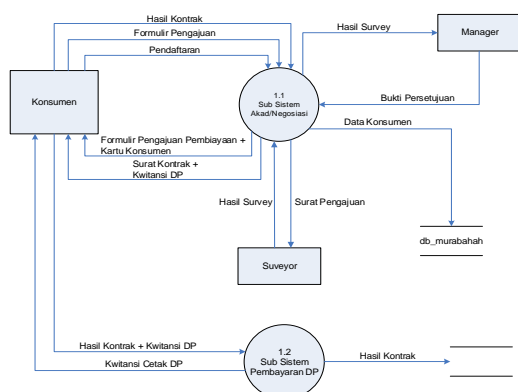 Hasil Kontrak
Formulir Pengajuan
Pendaftaran
Hasil Survey
Manager
Konsumen
1.1
Sub Sistem
Akad/Negosiasi
Bukti Persetujuan
Data Konsumen
Formulir Pengajuan Pembiayaan +
Kartu Konsumen
Surat Kontrak +
Kwitansi DP
Hasil Survey
Surat Pengajuan
db_murabahah
Suveyor
1.2
Sub Sistem
Pembayaran DP
Hasil Kontrak + Kwitansi DP
Kwitansi Cetak DP
Hasil Kontrak